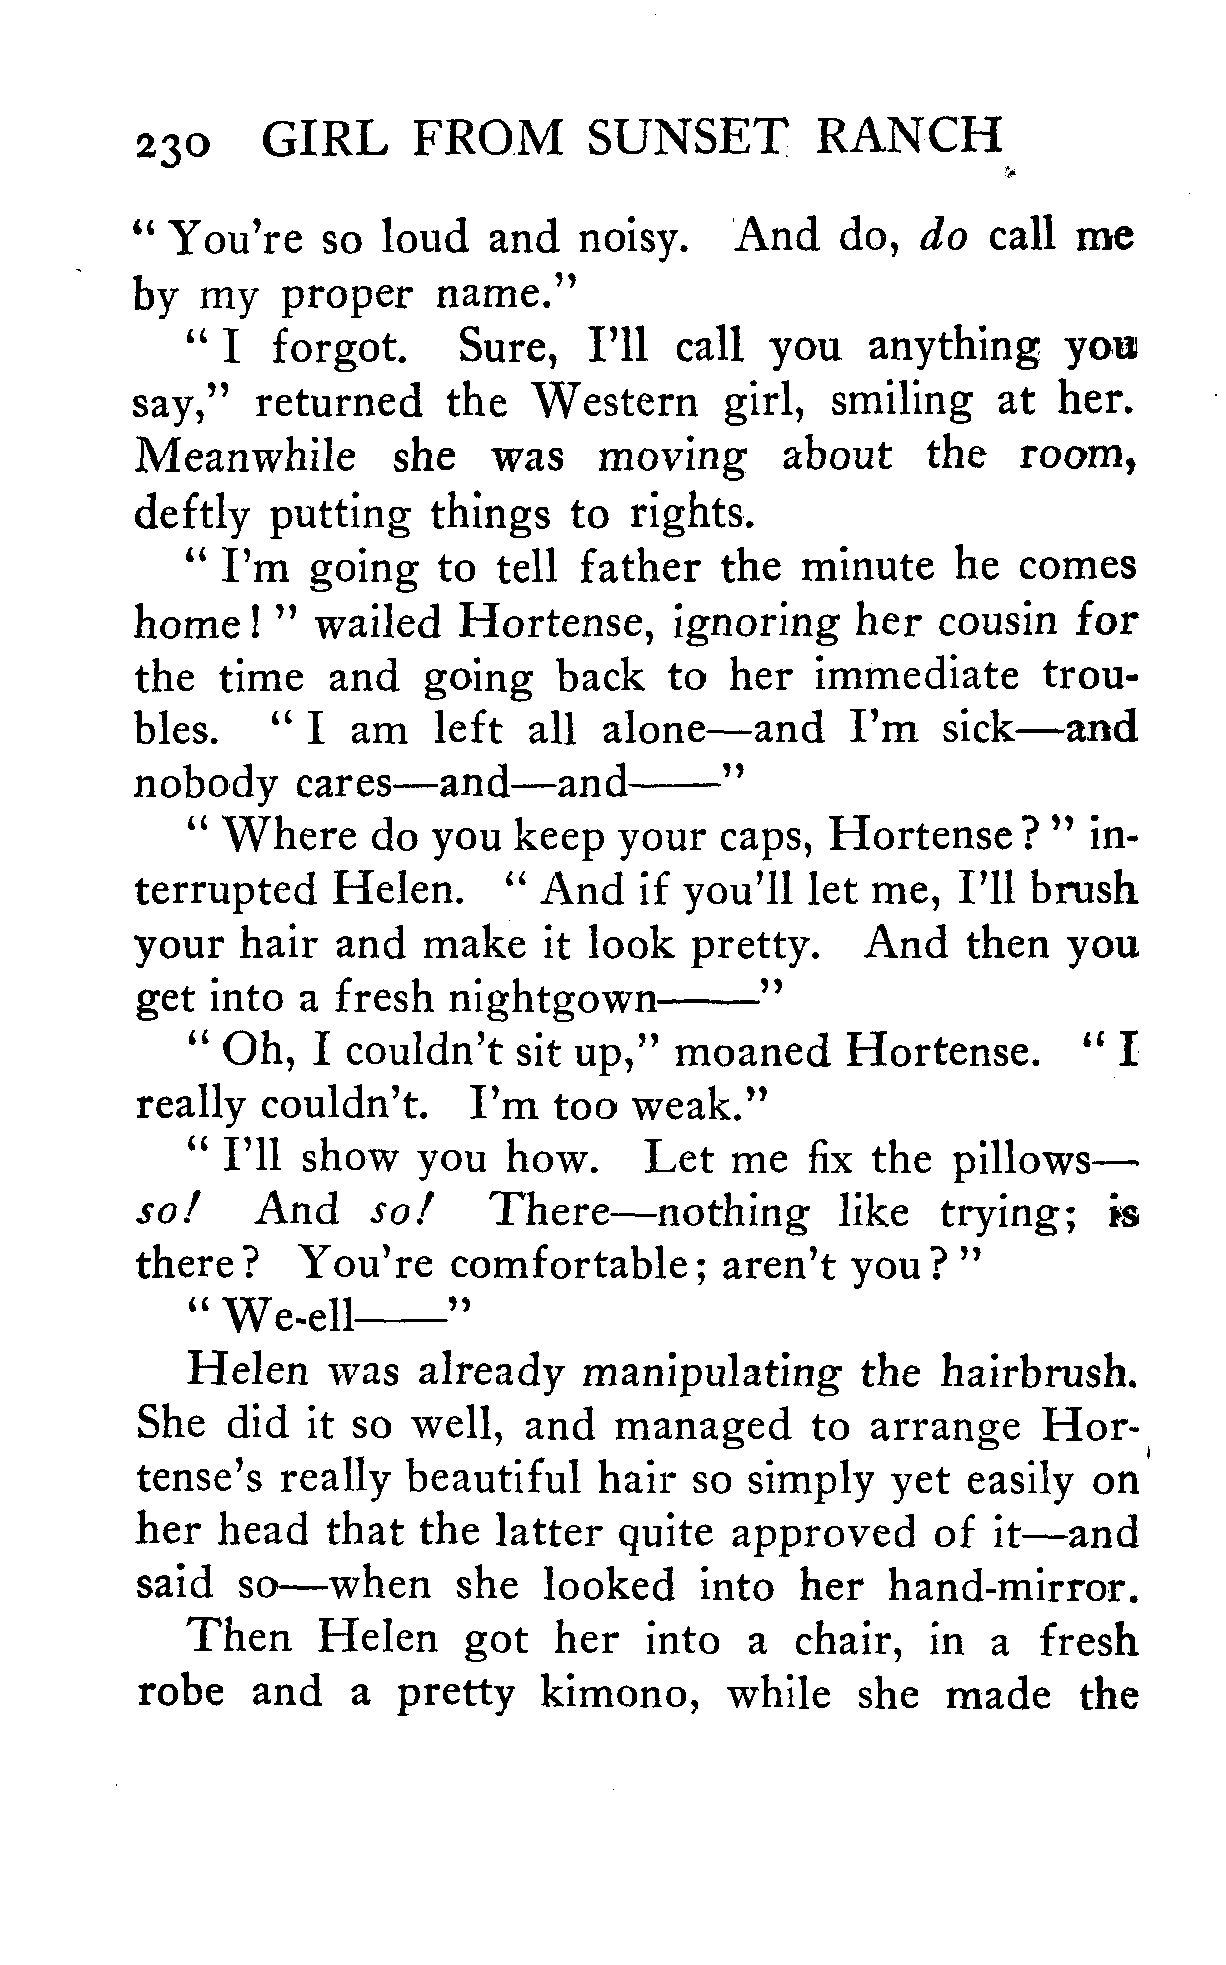 230 GIRL FROM SUNSET RANCH
“ You’re so loud and noisy. And do, do call me
by my proper name.”
“ I forgot. Sure, I’ll call you anything you
say,” returned the Western girl, smiling at her.
Meanwhile she was moving about the room,
deftly putting things to rights.
“ I’m going to tell father the minute he comes
home ! ” wailed Hortense, ignoring her cousin for
the time and going back to her immediate trou-
bles. “ I am left all alone—and I’m sick—and
nobody cares—and—and——”
“ Where do you keep your caps, Hortense ? ” in-
terrupted Helen. “ And if you’ll let me, I’ll brush
your hair and make it look pretty. And then you
get into a fresh nightgown——”
“ Oh, I couldn’t sit up,” moaned Hortense. “ I
really couldn’t. I’m too weak.”
“ I’ll show you how. Let me fix the pillows—
so! And so! There—nothing like trying; is
there ? You’re comfortable; aren’t you ? ”
“ We-ell——”
Helen was already manipulating the hairbrush.
She did it so well, and managed to arrange Hor-
tense’s really beautiful hair so simply yet easily on
her head that the latter quite approved of it—and
said so—when she looked into her hand-mirror.
Then Helen got her into a chair, in a fresh
robe and a pretty kimono, while she made the